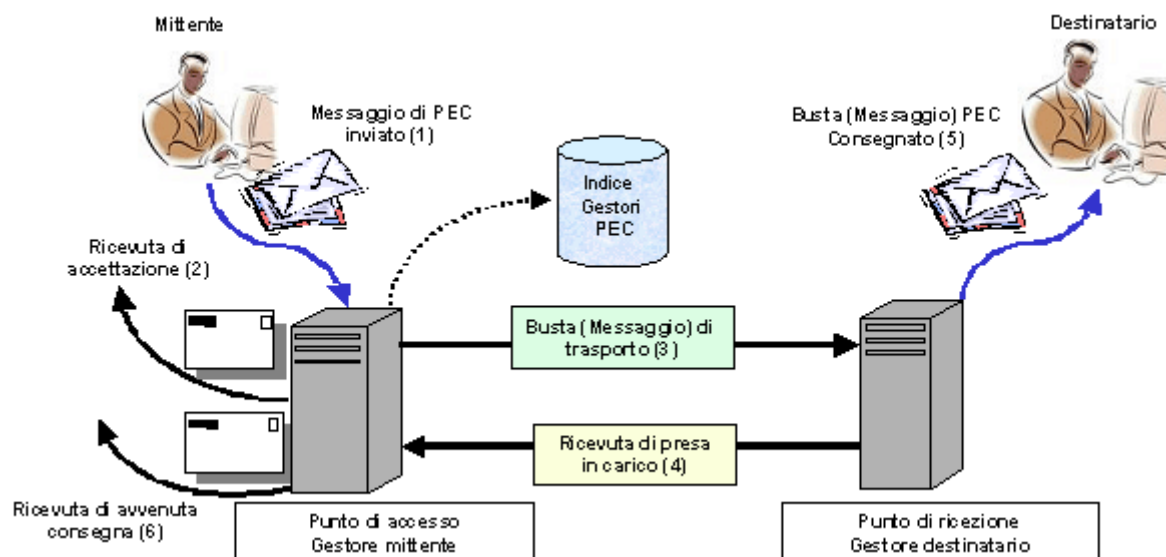 Mittente
Destinatario
Messaggio di PEC
inviato (1)
Busta (Messaggio) PEC
Consegnato (5)
Indice
Gestori
PEC
Ricevuta di
accettazione (2)
Busta (Messaggio) di
trasporto (3)
Ricevuta di presa
in carico (4)
Ricevuta di avvenuta
consegna (6)
Punto di accesso
Gestore mittente
Punto di ricezione
Gestore destinatario